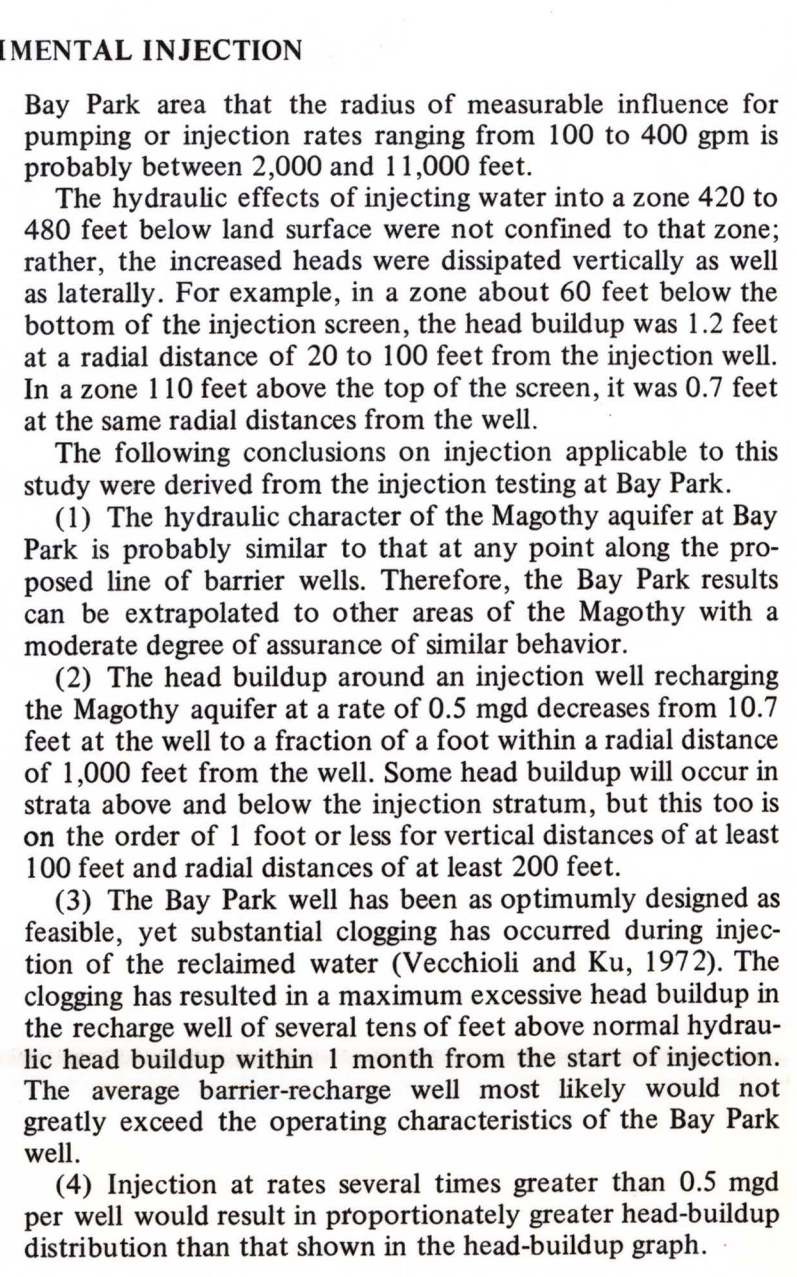 IMENTAL INJECTION
Bay Park area that the radius of measurable influence for
pumping or injection rates ranging from 100 to 400 gpm is
probably between 2,000 and 11,000 feet.
The hydraulic effects of injecting water into a zone 420 to
480 feet below land surface were not confined to that zone;
rather, the increased heads were dissipated vertically as well
as laterally. For example, in a zone about 60 feet below the
bottom of the injection screen, the head buildup was 1.2 feet
at a radial distance of 20 to 100 feet from the injection well.
In a zone 110 feet above the top of the screen, it was 0.7 feet
at the same radial distances from the well.
The following conclusions on injection applicable to this
study were derived from the injection testing at Bay Park.
(1) The hydraulic character of the Magothy aquifer at Bay
Park is probably similar to that at any point along the pro-
posed line of barrier wells. Therefore, the Bay Park results
can be extrapolated to other areas of the Magothy with a
moderate degree of assurance of similar behavior.
(2) The head buildup around an injection well recharging
the Magothy aquifer at a rate of 0.5 mgd decreases from 10.7
feet at the well to a fraction of a foot within a radial distance
of 1,000 feet from the well. Some head buildup will occur in
strata above and below the injection stratum, but this too is
on the order of 1 foot or less for vertical distances of at least
100 feet and radial distances of at least 200 feet.
(3) The Bay Park well has been as optimumly designed as
feasible, yet substantial clogging has occurred during injec-
tion of the reclaimed water (Vecchioli and Ku, 1972). The
clogging has resulted in a maximum excessive head buildup in
the recharge well of several tens of feet above normal hydrau-
lic head buildup within 1 month from the start of injection.
The average barrier-recharge well most likely would not
greatly exceed the operating characteristics of the Bay Park
well.
(4) Injection at rates several times greater than 0.5 mgd
per well would result in proportionately greater head-buildup
distribution than that shown in the head-buildup graph.